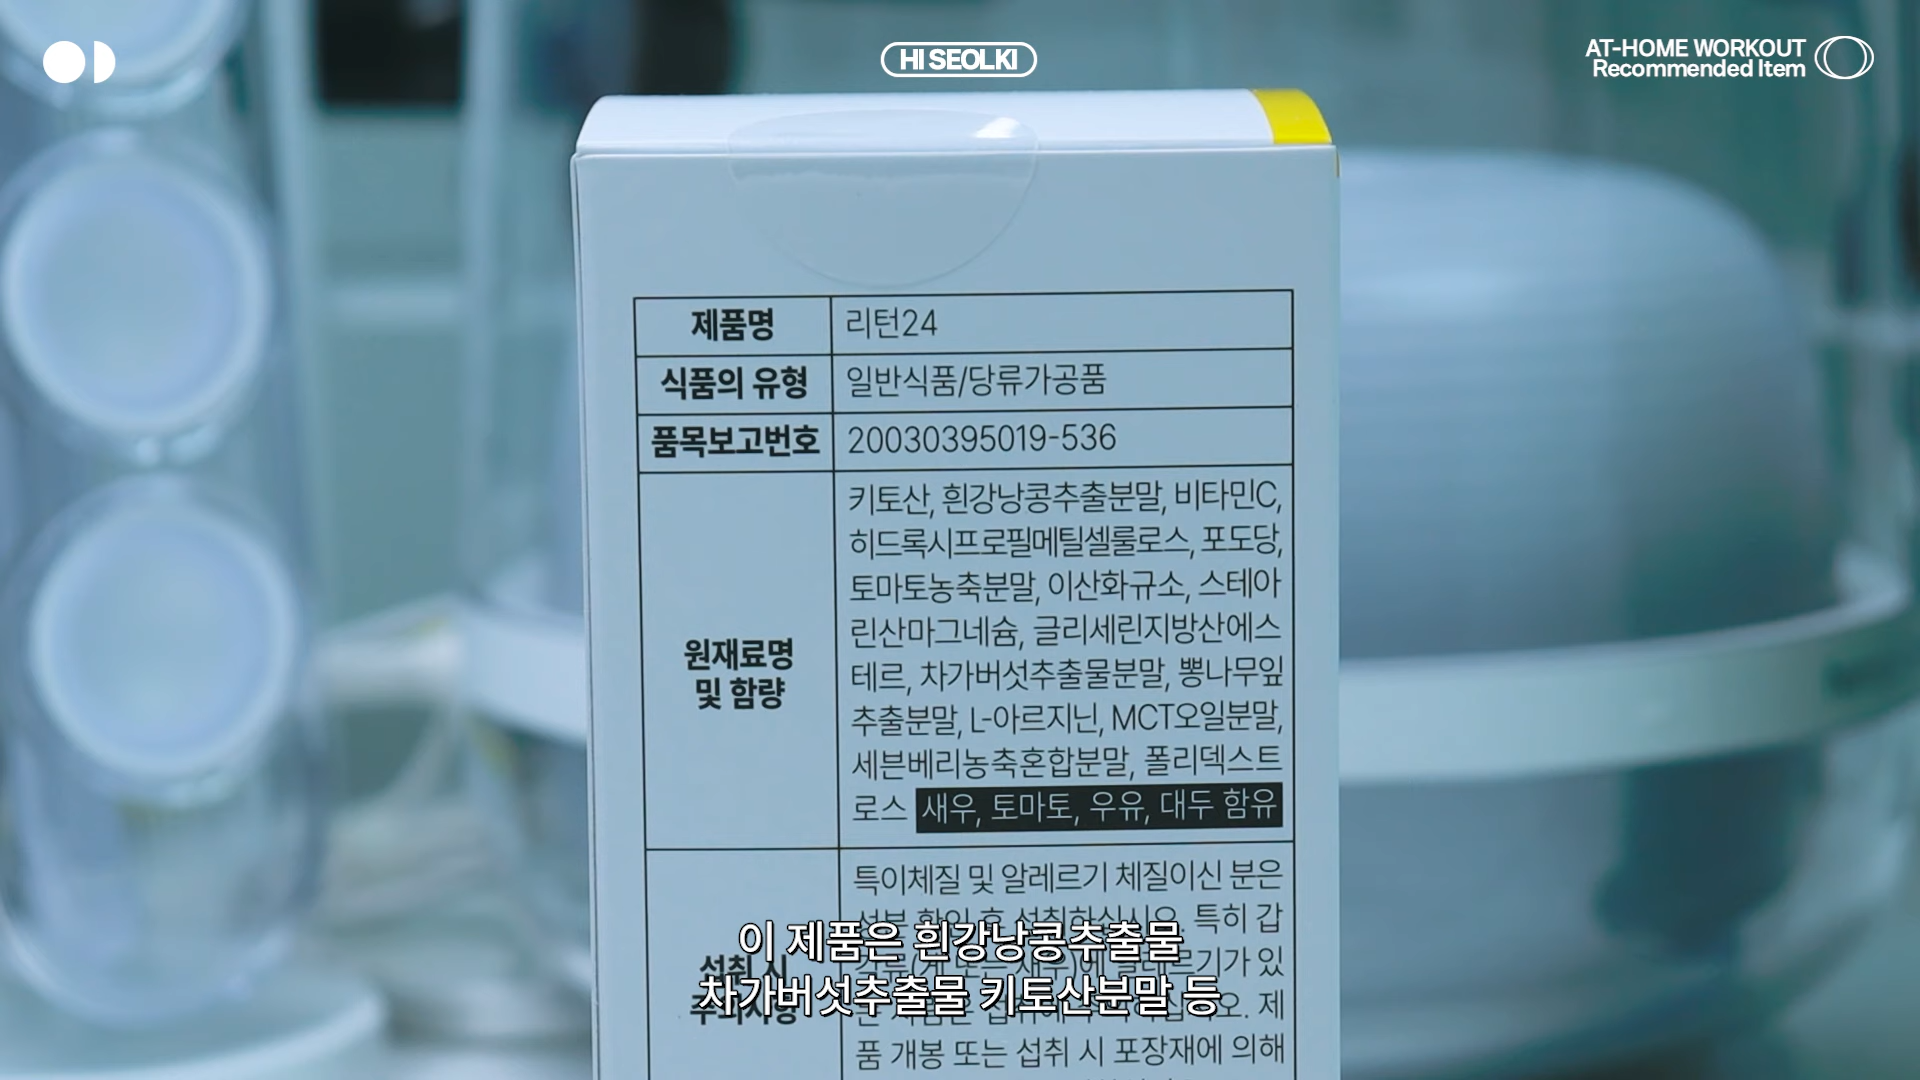 HI SEOLKI
AT-HOME WORKOUT
Recommended Item
제품명
리턴24
식품의 유형
일반식품/당류가공품
품목보고번호
20030395019-536
원재료명
및 함량
키토산, 흰강낭콩추출분말, 비타민C,
히드록시프로필메틸셀룰로스, 포도당,
토마토농축분말, 이산화규소, 스테아
린산마그네슘, 글리세린지방산에스
테르, 차가버섯추출물분말, 뽕나무잎
추출분말, L-아르지닌, MCT오일분말,
세븐베리농축혼합분말, 폴리덱스트
로스 새우, 토마토, 우유, 대두 함유
섭취 시
특이체질 및 알레르기 체질이신 분은
특히 갑
알레르기가 있
제
품 개봉 또는 섭취 시 포장재에 의해
이 제품은 흰강낭콩추출물
차가버섯추출물 키토산분말 등